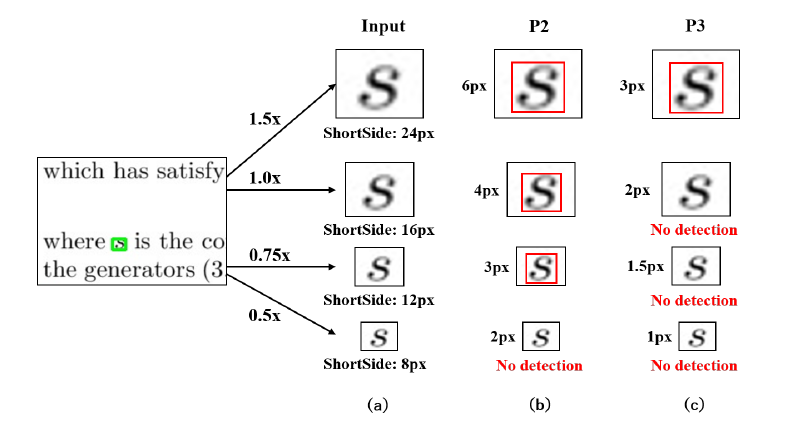 Input P2 P3
which has satisfy
where s is the co
the generators (3
1.5x
1.0x
0.75x
0.5x
S
ShortSide: 24px
S
ShortSide: 16px
S
ShortSide: 12px
S
ShortSide: 8px
(a)
6px S
4px S
3px S
2px S
No detection
(b)
3px S
2px S
No detection
1.5px S
No detection
1px S
No detection
(c)